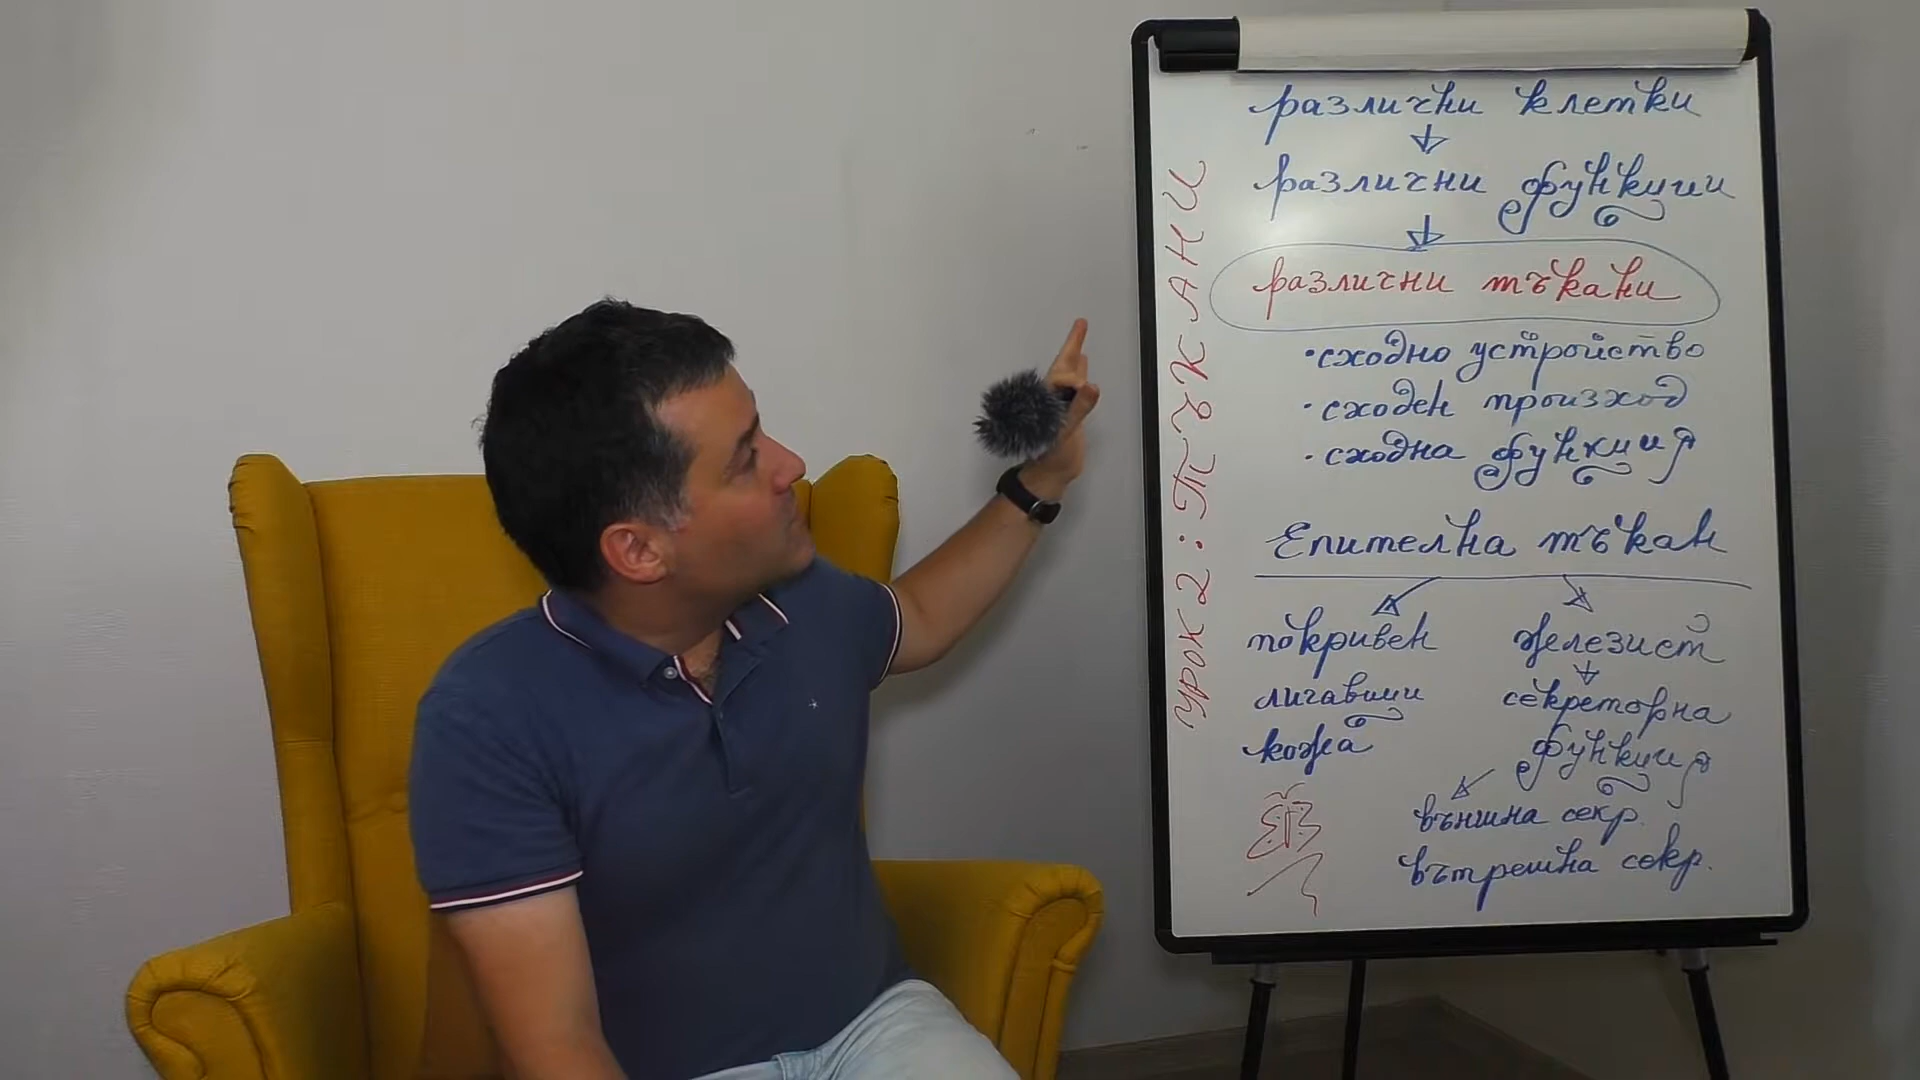 УРОК 2: ТЪКАНИ
различни клетки
различни функции
различни тъкани
• сходно устройство
• сходен произход
• сходна функция
Епителна тъкан
покривен железист
лигавици секреторна
кожа функция
външна секр.
вътрешна секр.